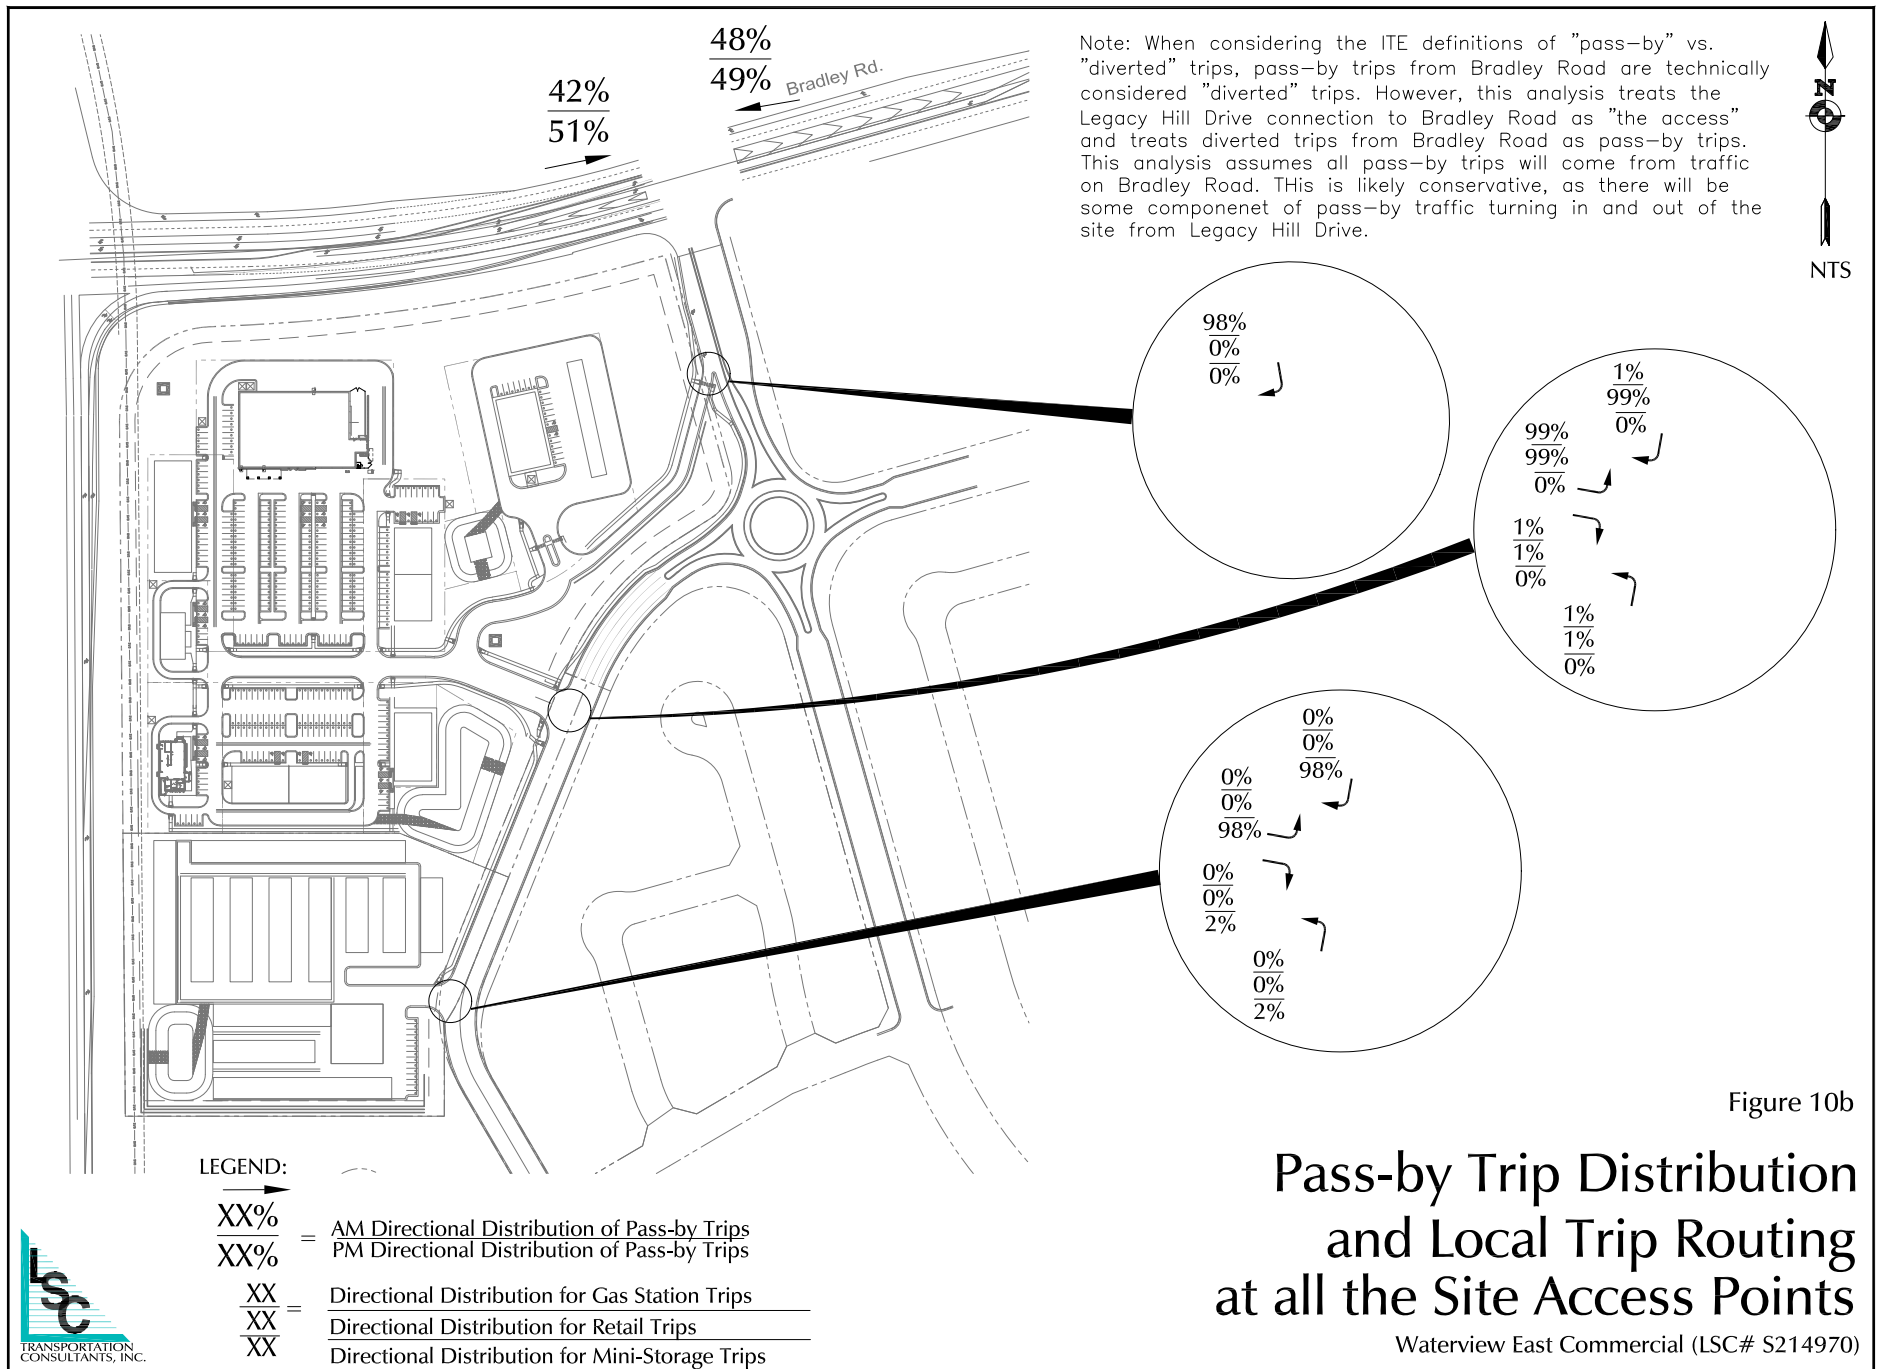 48%
49%
Bradley Rd.
42%
51%
Note: When considering the ITE definitions of "pass-by" vs.
"diverted" trips, pass-by trips from Bradley Road are technically
considered "diverted" trips. However, this analysis treats the
Legacy Hill Drive connection to Bradley Road as "the access"
and treats diverted trips from Bradley Road as pass-by trips.
This analysis assumes all pass-by trips will come from traffic
on Bradley Road. THis is likely conservative, as there will be
some componenet of pass-by traffic turning in and out of the
site from Legacy Hill Drive.
N
NTS
98%
0%
0%
1%
99%
0%
99%
99%
0%
1%
1%
0%
1%
1%
0%
0%
0%
98%
0%
0%
98%
0%
0%
2%
0%
0%
2%
Figure 10b
Pass-by Trip Distribution
and Local Trip Routing
at all the Site Access Points
Waterview East Commercial (LSC# S214970)
LEGEND:
XX%
XX%
=
AM Directional Distribution of Pass-by Trips
PM Directional Distribution of Pass-by Trips
XX
XX
XX
=
Directional Distribution for Gas Station Trips
Directional Distribution for Retail Trips
Directional Distribution for Mini-Storage Trips
LSC
TRANSPORTATION
CONSULTANTS, INC.